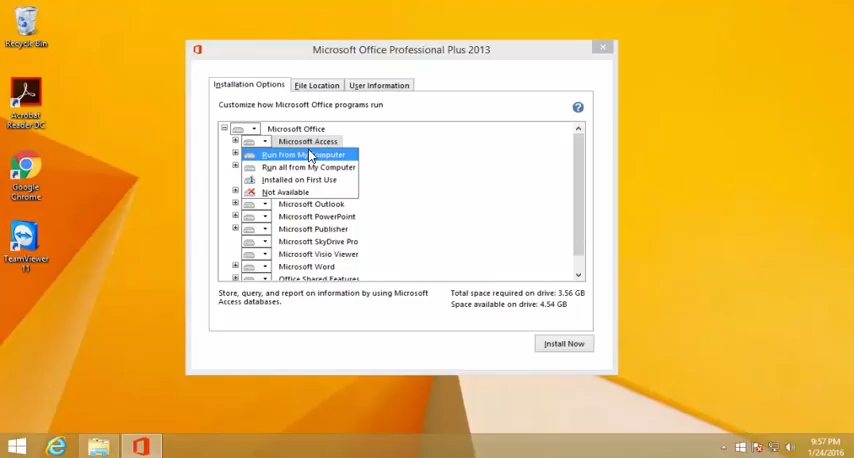 Recycle Bin
Acrobat
Reader DC
Google
Chrome
TeamViewer
11
Microsoft Office Professional Plus 2013
Installation Options
File Location
User Information
Customize how Microsoft Office programs run
Microsoft Office
Microsoft Access
Run from My Computer
Run all from My Computer
Installed on First Use
Not Available
Microsoft Outlook
Microsoft PowerPoint
Microsoft Publisher
Microsoft SkyDrive Pro
Microsoft Visio Viewer
Microsoft Word
Office Shared Features
Store, query, and report on information by using Microsoft
Access databases.
Total space required on drive: 3.56 GB
Space available on drive: 4.54 GB
Install Now
9:57 PM
1/24/2016